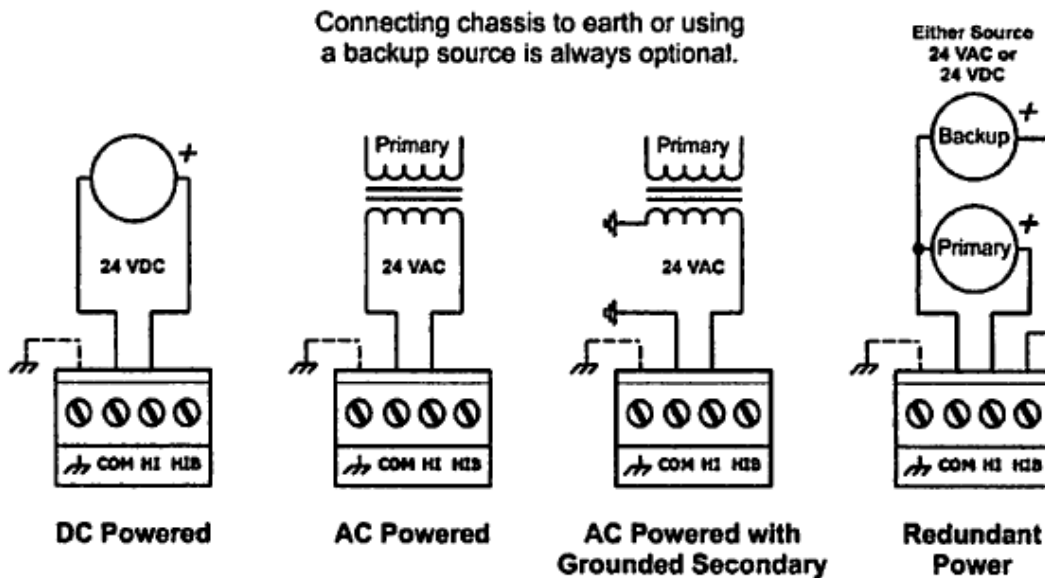 Connecting chassis to earth or using
a backup source is always optional.
Either Source
24 VAC or
24 VDC
+
Backup
+
Primary
Primary
+
Primary
24 VDC
24 VAC
24 VAC
COM HI HIB
COM HI HIB
COM HI HIB
COM HI HIB
DC Powered
AC Powered
AC Powered with
Grounded Secondary
Redundant
Power